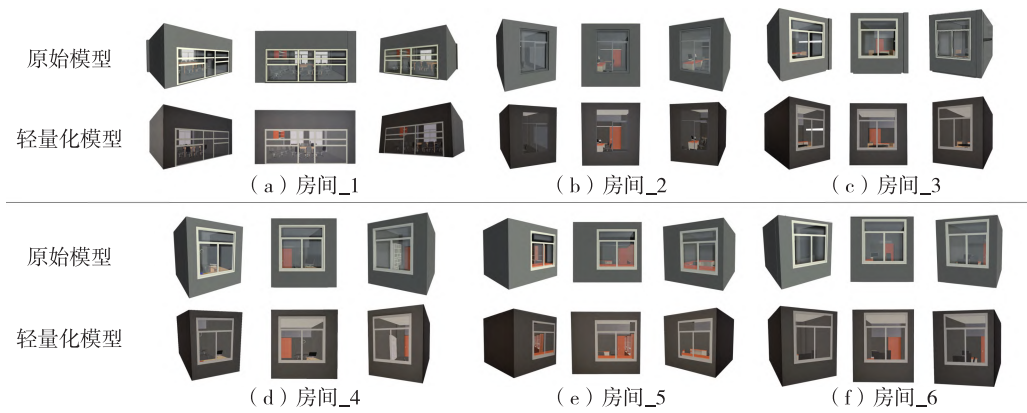 原始模型
轻量化模型
(a)房间_1
(b)房间_2
(c)房间_3
原始模型
轻量化模型
(d)房间_4
(e)房间_5
(f)房间_6